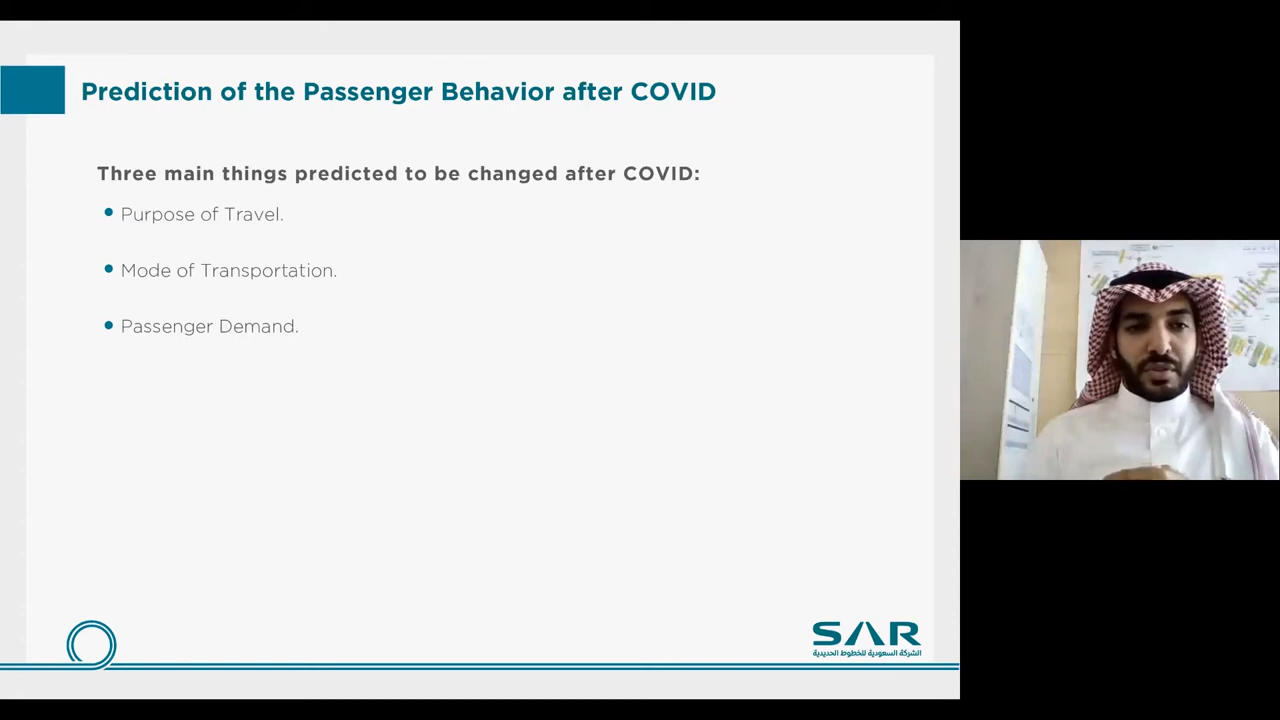 Prediction of the Passenger Behavior after COVID
Three main things predicted to be changed after COVID:
Purpose of Travel.
Mode of Transportation.
Passenger Demand.
SAR
الشركة السعودية للخطوط الحديدية